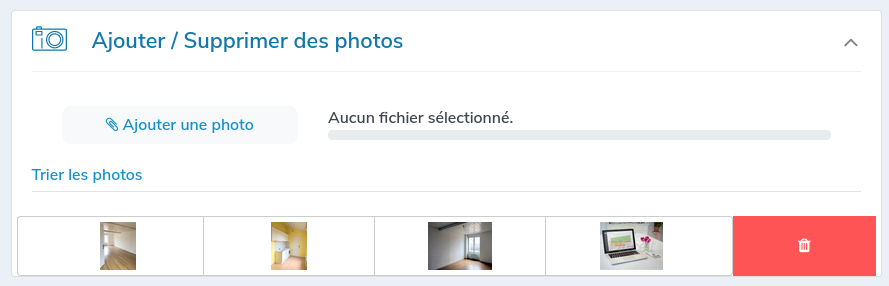 Ajouter / Supprimer des photos
Ajouter une photo
Aucun fichier sélectionné.
Trier les photos